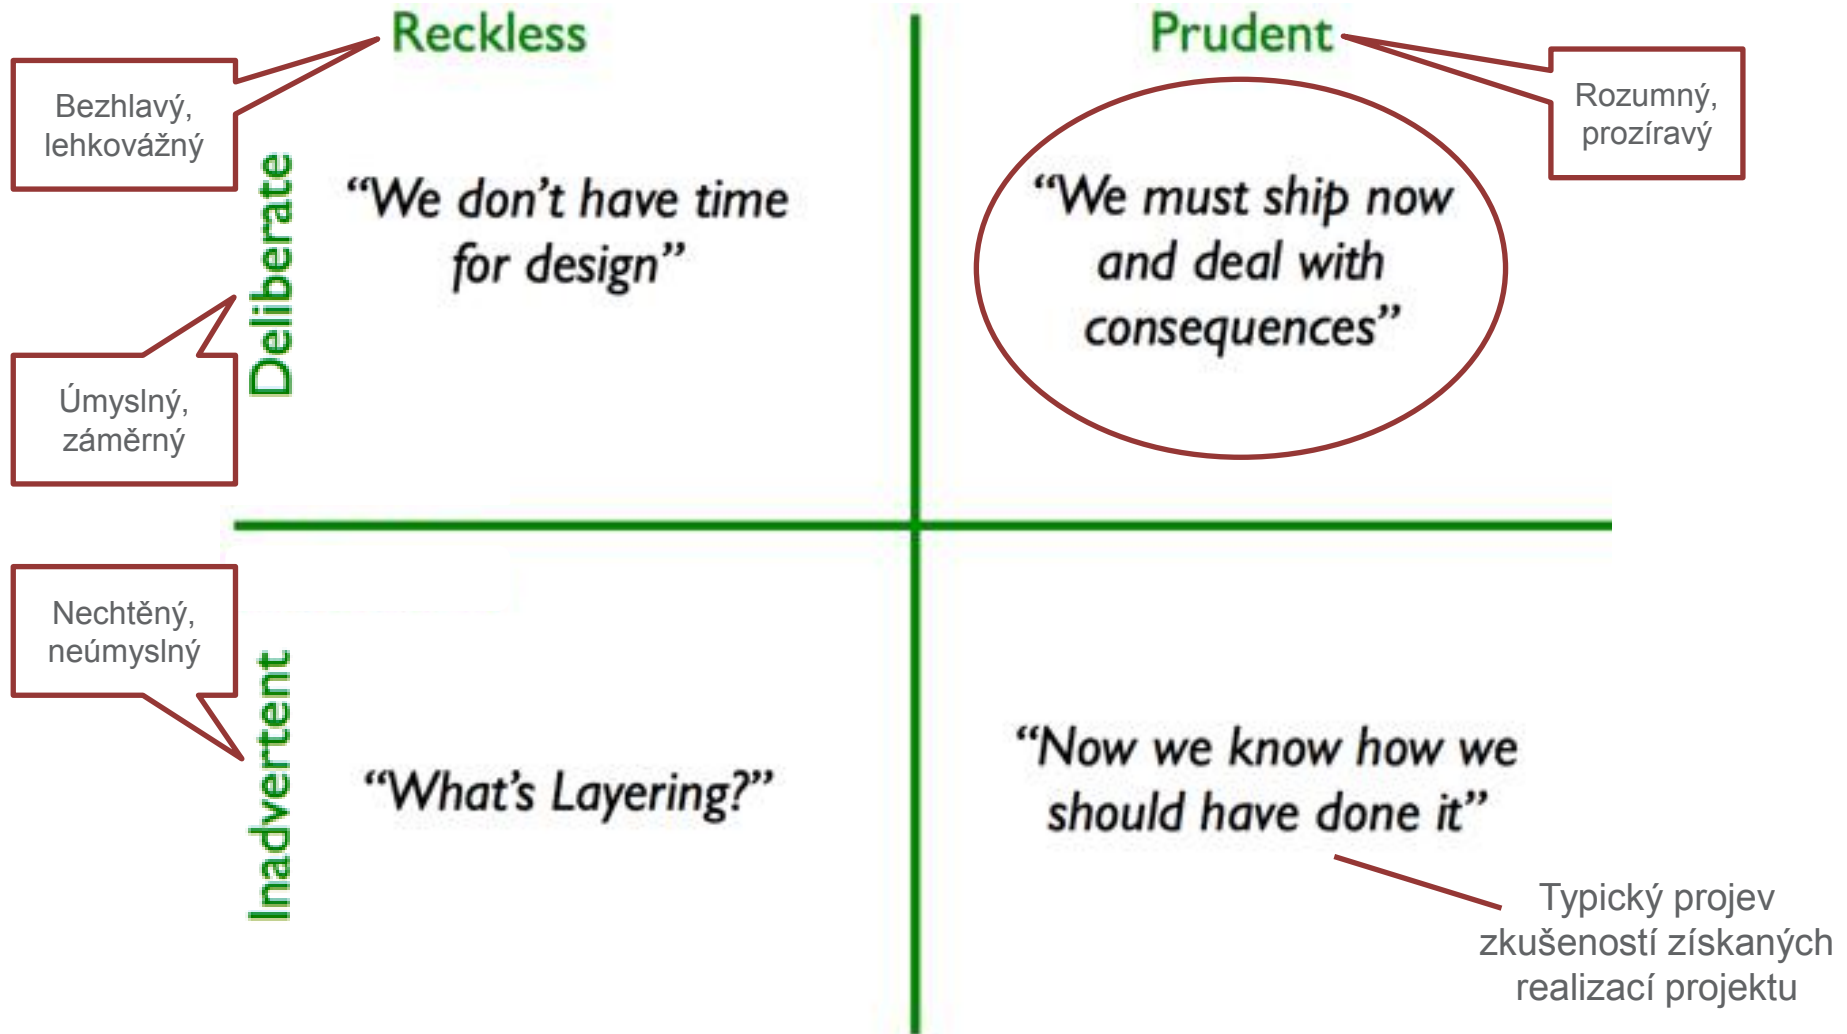 Reckless
Prudent
Bezhlavý,
lehkovážný
Rozumný,
prozíravý
Deliberate
“We don’t have time
for design”
“We must ship now
and deal with
consequences”
Úmyslný,
záměrný
Nechtěný,
neúmyslný
Inadvertent
“What’s Layering?”
“Now we know how we
should have done it”
Typický projev
zkušeností získaných
realizací projektu